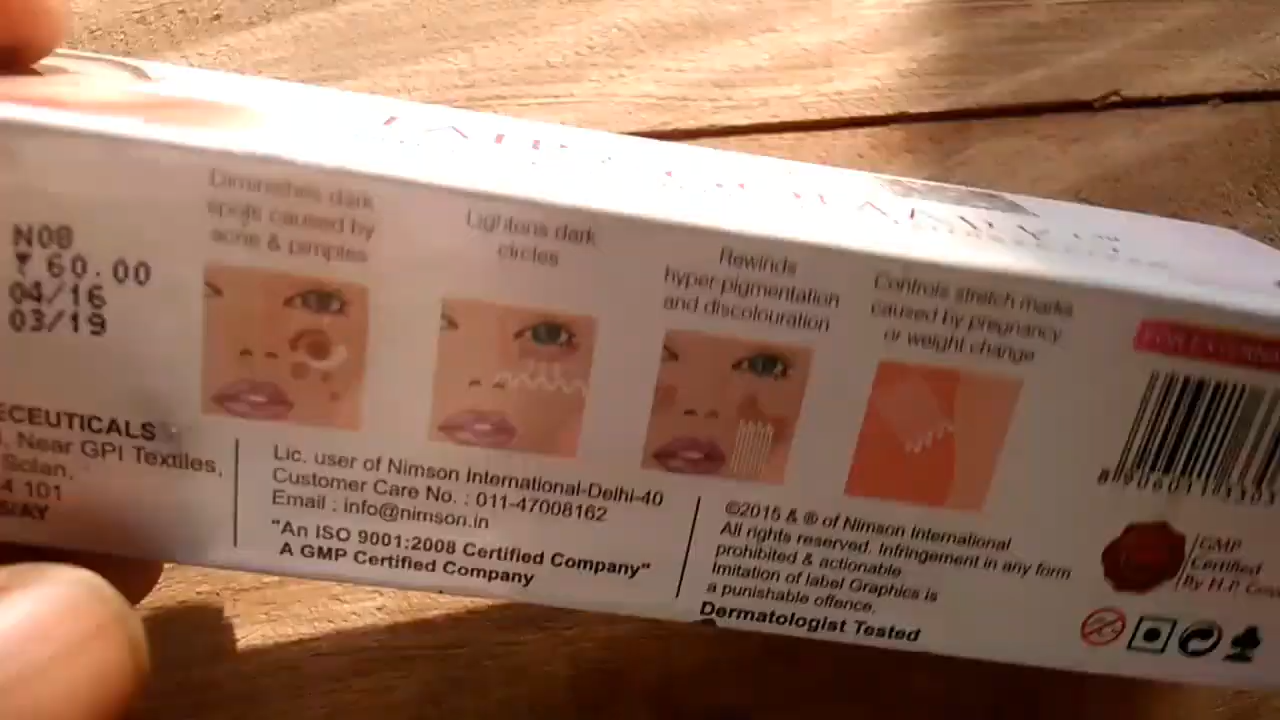 N08
₹ 60.00
04/16
03/19
Diminishes dark
spots caused by
acne & pimples
Lightens dark
circles
Rewinds
hyper pigmentation
and discolouration
Controls stretch marks
caused by pregnancy
or weight change
ECEUTICALS
Near GPI Textiles,
Solan,
4 101
Lic. user of Nimson International-Delhi-40
Customer Care No. : 011-47008162
Email : info@nimson.in
"An ISO 9001:2008 Certified Company"
A GMP Certified Company
©2015 & ® of Nimson International
All rights reserved. Infringement in any form
prohibited & actionable
Imitation of label Graphics is
a punishable offence.
Dermatologist Tested
GMP
Certified
By H.P.